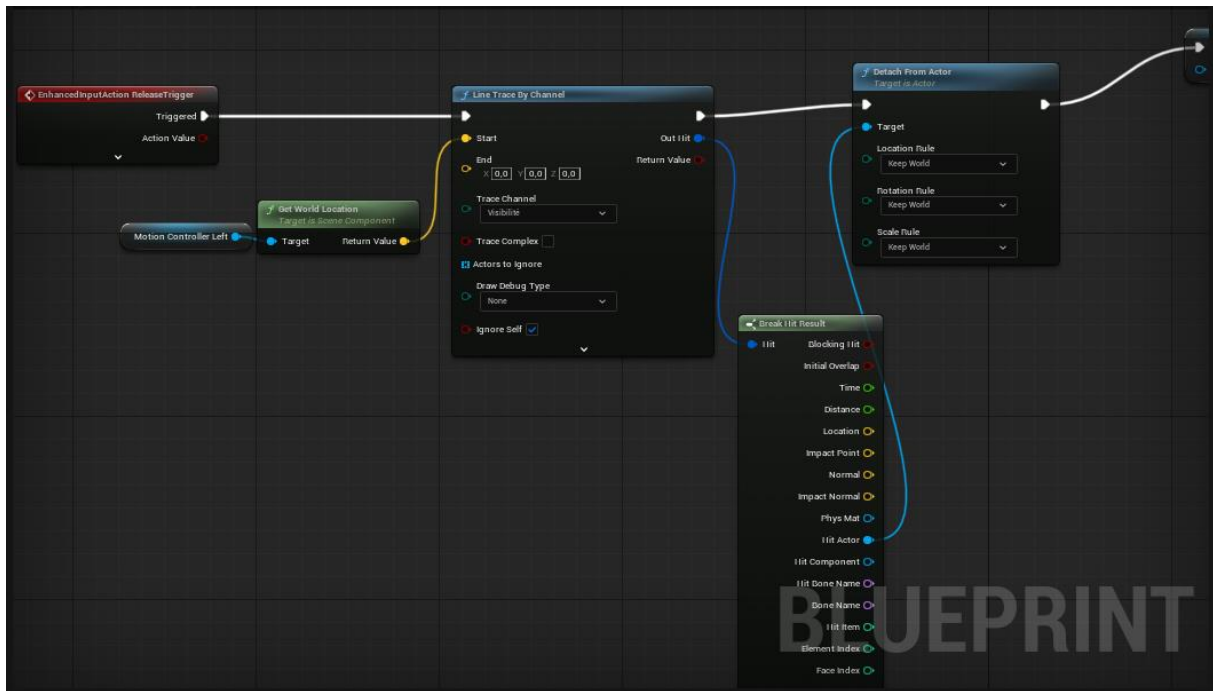 EnhancedInputAction ReleaseTrigger
Triggered
Action Value
Motion Controller Left
Get World Location
Target is Scene Component
Target
Return Value
Line Trace By Channel
Start
Out Hit
End
X 0,0 Y 0,0 Z 0,0
Return Value
Trace Channel
Visibilité
Trace Complex
Actors to Ignore
Draw Debug Type
None
Ignore Self
Detach From Actor
Target is Actor
Target
Location Rule
Keep World
Rotation Rule
Keep World
Scale Rule
Keep World
Break Hit Result
Hit
Blocking Hit
Initial Overlap
Time
Distance
Location
Impact Point
Normal
Impact Normal
Phys Mat
Hit Actor
Hit Component
Hit Bone Name
Bone Name
Hit Item
Element Index
Face Index
BLUEPRINT